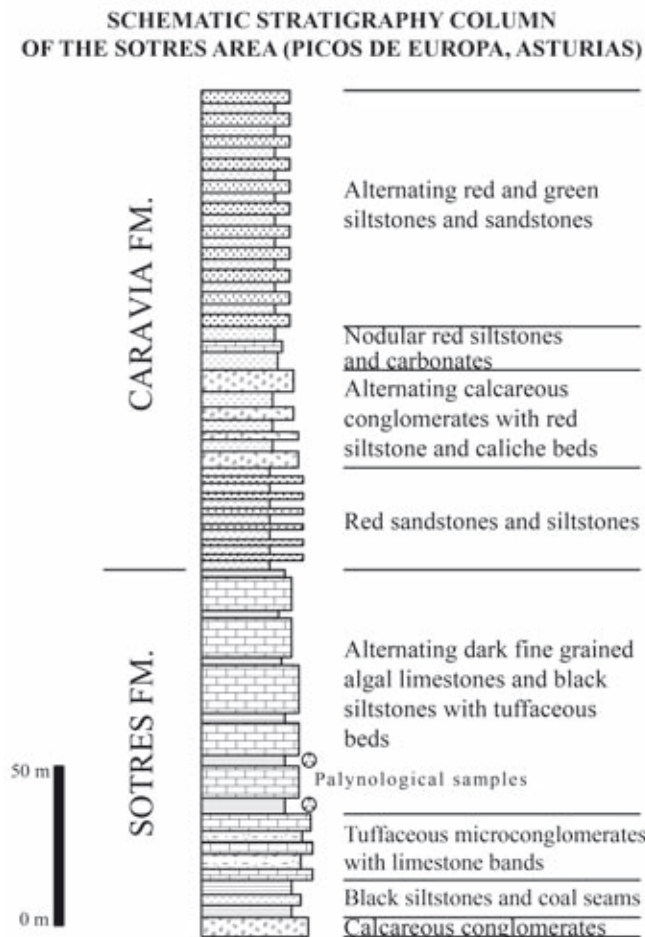 SCHEMATIC STRATIGRAPHY COLUMN
OF THE SOTRES AREA (PICOS DE EUROPA, ASTURIAS)
CARAVIA FM.
Alternating red and green
siltstones and sandstones
Nodular red siltstones
and carbonates
Alternating calcareous
conglomerates with red
siltstone and caliche beds
Red sandstones and siltstones
SOTRES FM.
Alternating dark fine grained
algal limestones and black
siltstones with tuffaceous
beds
50 m
Palynological samples
Tuffaceous microconglomerates
with limestone bands
Black siltstones and coal seams
0 m
Calcareous conglomerates